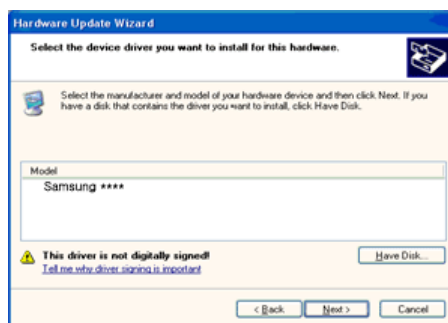 Hardware Update Wizard
Select the device driver you want to install for this hardware.
Select the manufacturer and model of your hardware device and then click Next. If you
have a disk that contains the driver you want to install, click Have Disk.
Model
Samsung ****
This driver is not digitally signed!
Tell me why driver signing is important
Have Disk...
< Back
Next >
Cancel